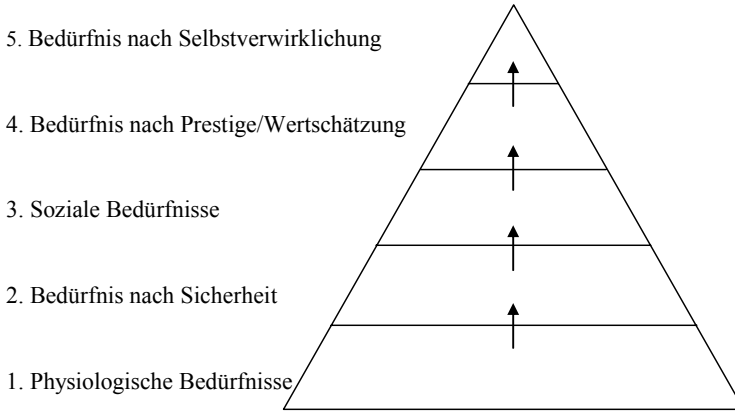 5. Bedürfnis nach Selbstverwirklichung
4. Bedürfnis nach Prestige/Wertschätzung
3. Soziale Bedürfnisse
2. Bedürfnis nach Sicherheit
1. Physiologische Bedürfnisse